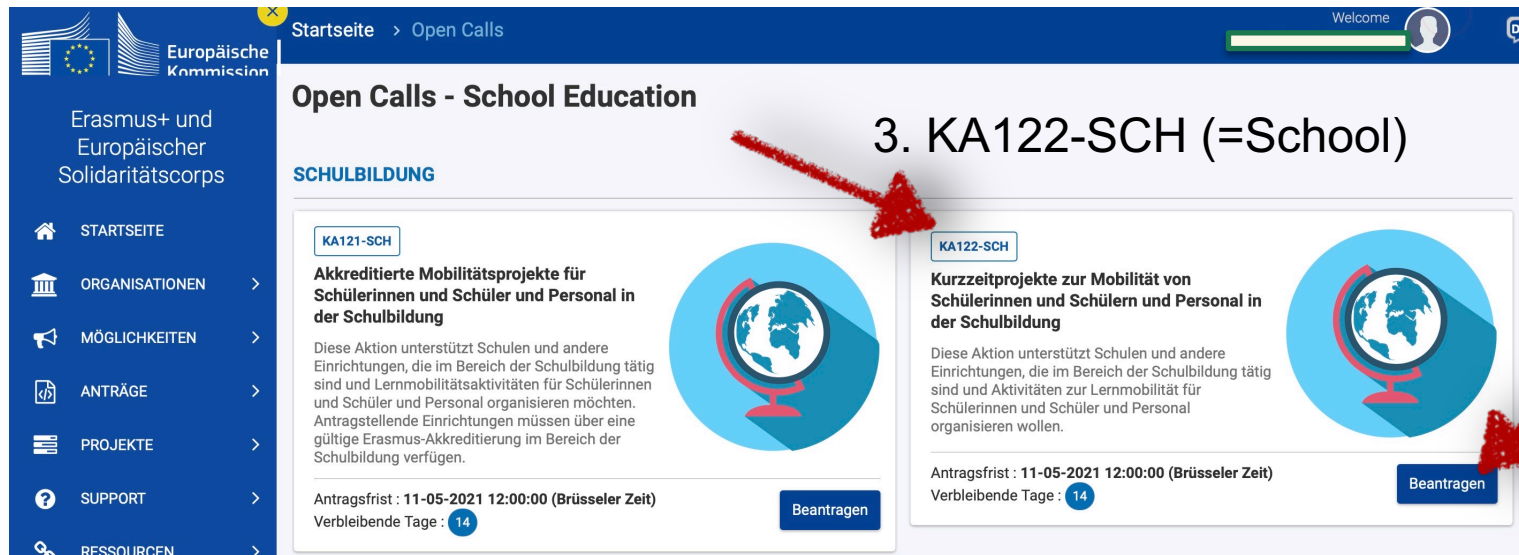 Europäische
Kommission
Startseite > Open Calls
Welcome
Erasmus+ und
Europäischer
Solidaritätscorps
STARTSEITE
ORGANISATIONEN
MÖGLICHKEITEN
ANTRÄGE
PROJEKTE
SUPPORT
RESSOURCEN
Open Calls - School Education
3. KA122-SCH (=School)
SCHULBILDUNG
KA121-SCH
Akkreditierte Mobilitätsprojekte für
Schülerinnen und Schüler und Personal in
der Schulbildung
Diese Aktion unterstützt Schulen und andere
Einrichtungen, die im Bereich der Schulbildung tätig
sind und Lernmobilitätsaktivitäten für Schülerinnen
und Schüler und Personal organisieren möchten.
Antragstellende Einrichtungen müssen über eine
gültige Erasmus-Akkreditierung im Bereich der
Schulbildung verfügen.
Antragsfrist : 11-05-2021 12:00:00 (Brüsseler Zeit)
Verbleibende Tage : 14
Beantragen
KA122-SCH
Kurzzeitprojekte zur Mobilität von
Schülerinnen und Schülern und Personal in
der Schulbildung
Diese Aktion unterstützt Schulen und andere
Einrichtungen, die im Bereich der Schulbildung tätig
sind und Aktivitäten zur Lernmobilität für
Schülerinnen und Schüler und Personal
organisieren wollen.
Antragsfrist : 11-05-2021 12:00:00 (Brüsseler Zeit)
Verbleibende Tage : 14
Beantragen